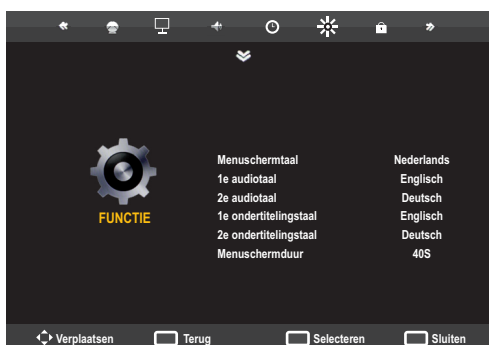 FUNCTIE
Menuschermtaal Nederlands
1e audiotaal Englisch
2e audiotaal Deutsch
1e ondertitelingstaal Englisch
2e ondertitelingstaal Deutsch
Menuschermduur 40S
Verplaatsen Terug Selecteren Sluiten